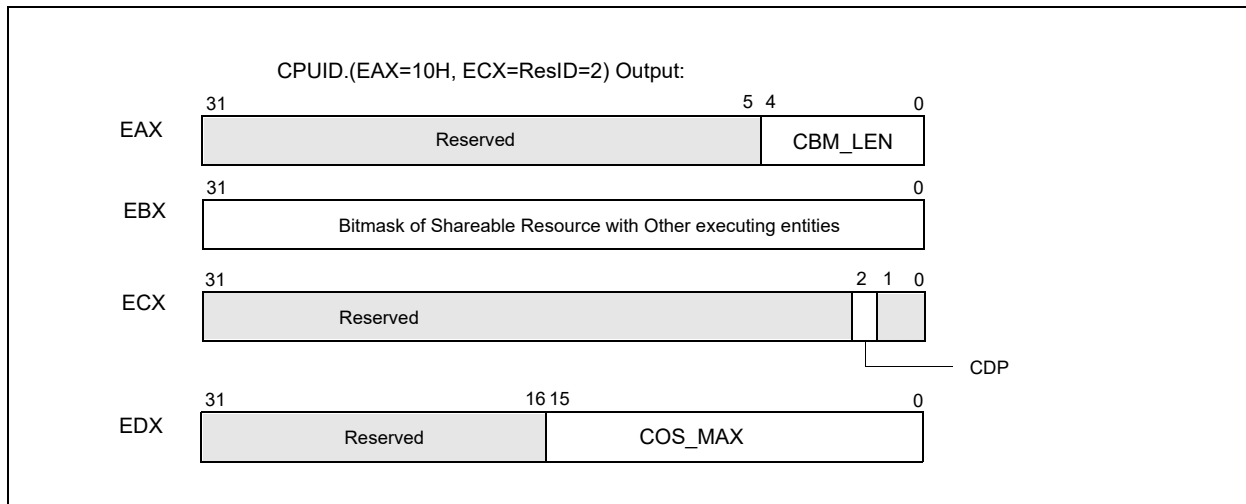 CPUID.(EAX=10H, ECX=ResID=2) Output:
31 5 4 0
EAX Reserved CBM_LEN
31 0
EBX Bitmask of Shareable Resource with Other executing entities
31 2 1 0
ECX Reserved
CDP
31 16 15 0
EDX Reserved COS_MAX